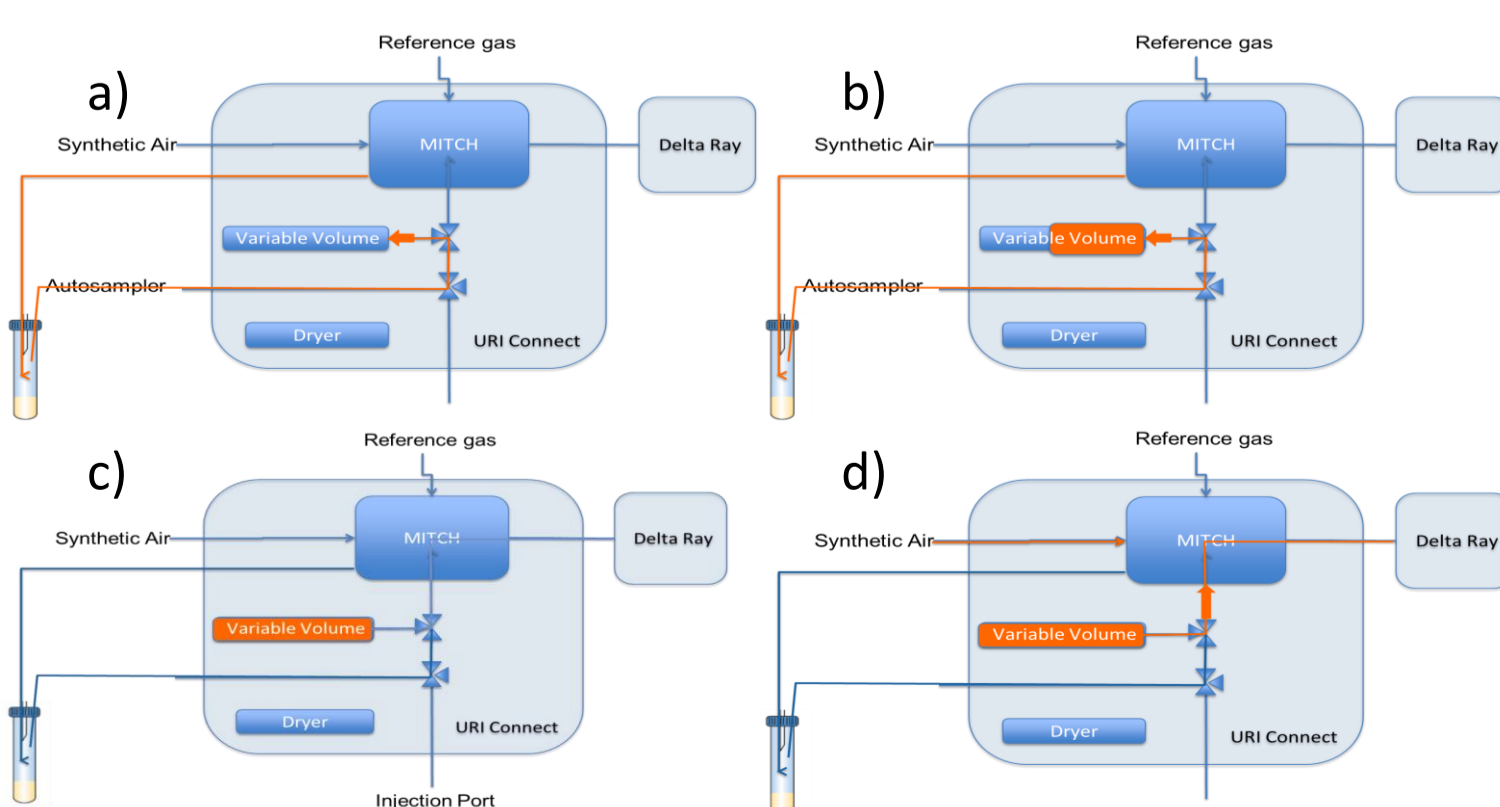 Reference gas
a)
Synthetic Air
MITCH
Delta Ray
Variable Volume
Autosampler
Dryer
URI Connect
Reference gas
b)
Synthetic Air
MITCH
Delta Ray
Variable Volume
Autosampler
Dryer
URI Connect
Reference gas
c)
Synthetic Air
MITCH
Delta Ray
Variable Volume
Dryer
URI Connect
Injection Port
Reference gas
d)
Synthetic Air
MITCH
Delta Ray
Variable Volume
Dryer
URI Connect